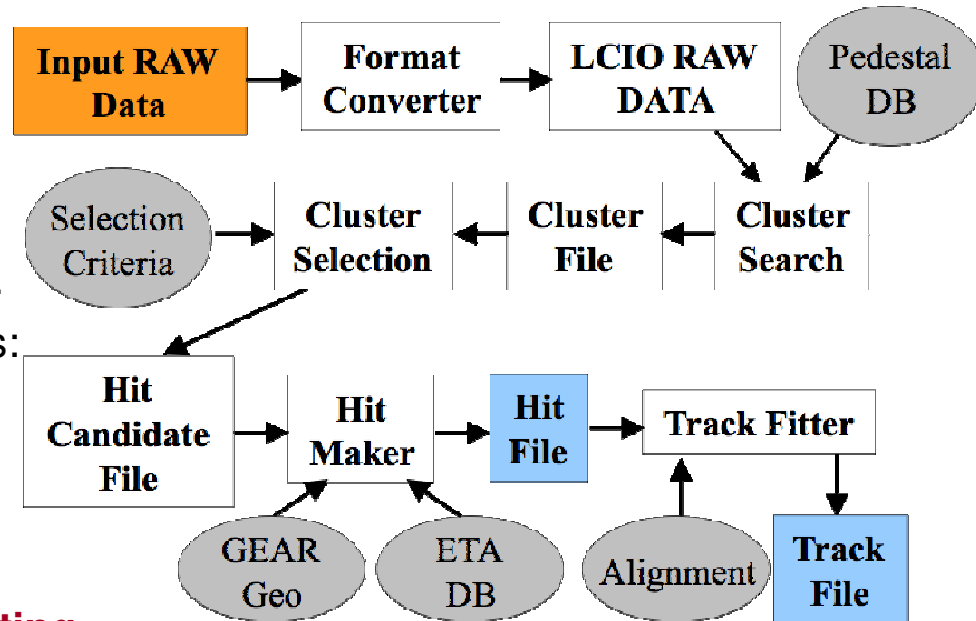 Input RAW
Data
Format
Converter
LCIO RAW
DATA
Pedestal
DB
Selection
Criteria
Cluster
Selection
Cluster
File
Cluster
Search
s:
Hit
Candidate
File
Hit
Maker
Hit
File
Track Fitter
GEAR
Geo
ETA
DB
Alignment
Track
File